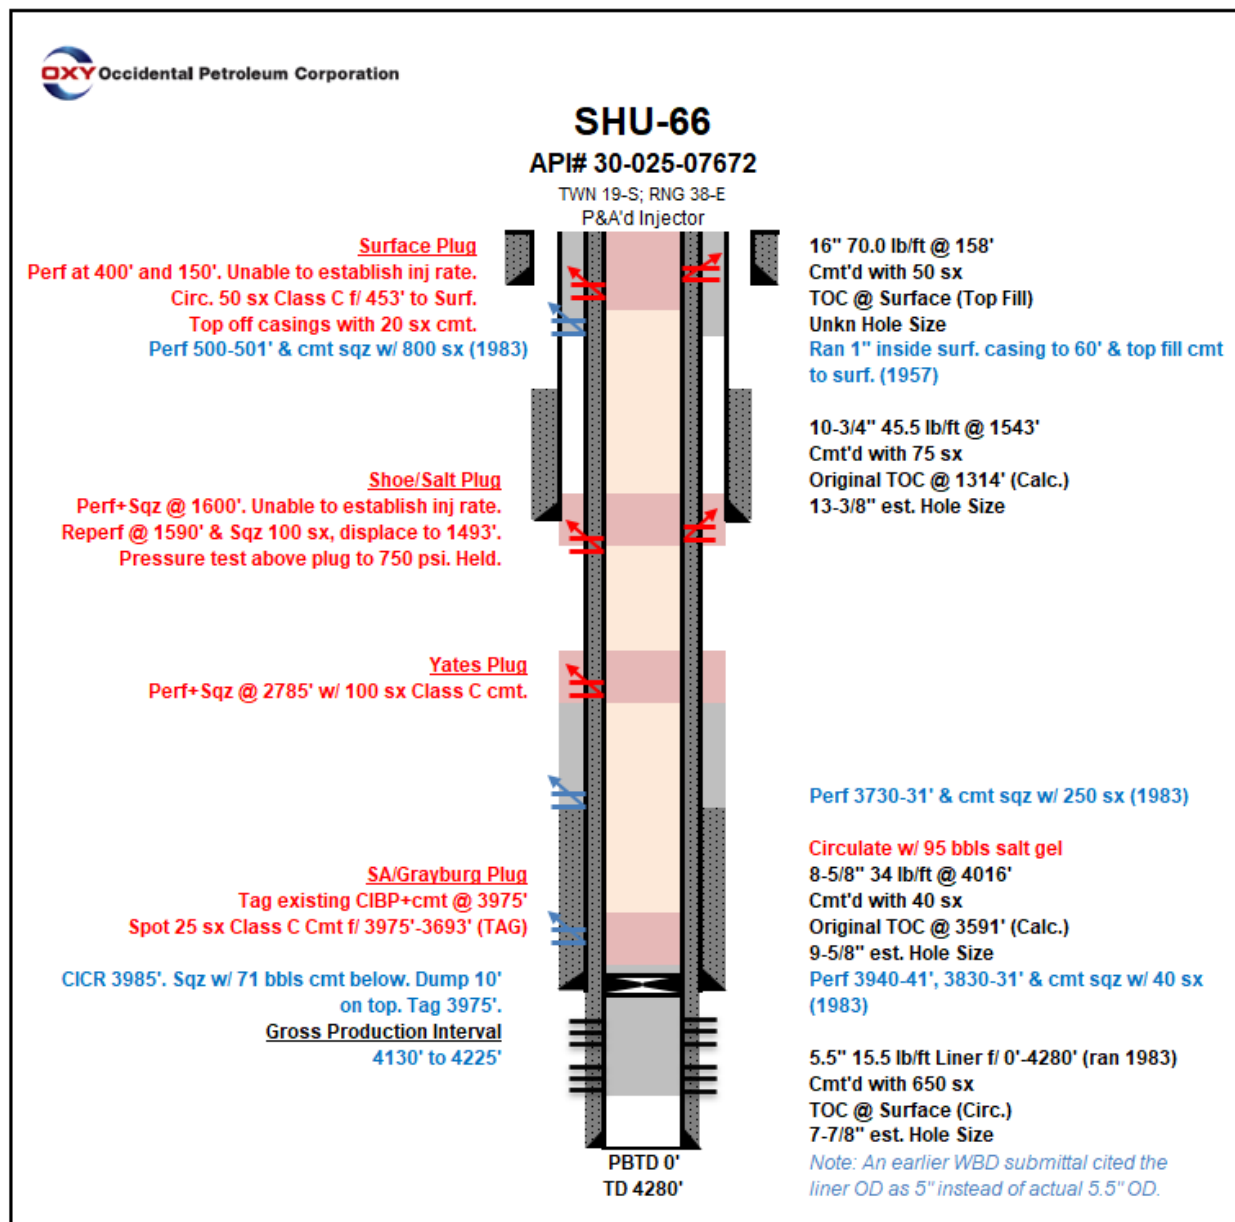 OXY Occidental Petroleum Corporation
SHU-66
API# 30-025-07672
TWN 19-S; RNG 38-E
P&A'd Injector
Surface Plug
Perf at 400' and 150'. Unable to establish inj rate.
Circ. 50 sx Class C f/ 453' to Surf.
Top off casings with 20 sx cmt.
Perf 500-501' & cmt sqz w/ 800 sx (1983)
16" 70.0 lb/ft @ 158'
Cmt'd with 50 sx
TOC @ Surface (Top Fill)
Unkn Hole Size
Ran 1" inside surf. casing to 60' & top fill cmt
to surf. (1957)
10-3/4" 45.5 lb/ft @ 1543'
Cmt'd with 75 sx
Original TOC @ 1314' (Calc.)
13-3/8" est. Hole Size
Shoe/Salt Plug
Perf+Sqz @ 1600'. Unable to establish inj rate.
Reperf @ 1590' & Sqz 100 sx, displace to 1493'.
Pressure test above plug to 750 psi. Held.
Yates Plug
Perf+Sqz @ 2785' w/ 100 sx Class C cmt.
Perf 3730-31' & cmt sqz w/ 250 sx (1983)
SA/Grayburg Plug
Tag existing CIBP+cmt @ 3975'
Spot 25 sx Class C Cmt f/ 3975'-3693' (TAG)
CICR 3985'. Sqz w/ 71 bbls cmt below. Dump 10'
on top. Tag 3975'.
Gross Production Interval
4130' to 4225'
Circulate w/ 95 bbls salt gel
8-5/8" 34 lb/ft @ 4016'
Cmt'd with 40 sx
Original TOC @ 3591' (Calc.)
9-5/8" est. Hole Size
Perf 3940-41', 3830-31' & cmt sqz w/ 40 sx
(1983)
5.5" 15.5 lb/ft Liner f/ 0'-4280' (ran 1983)
Cmt'd with 650 sx
TOC @ Surface (Circ.)
7-7/8" est. Hole Size
Note: An earlier WBD submittal cited the
liner OD as 5" instead of actual 5.5" OD.
PBTD 0'
TD 4280'